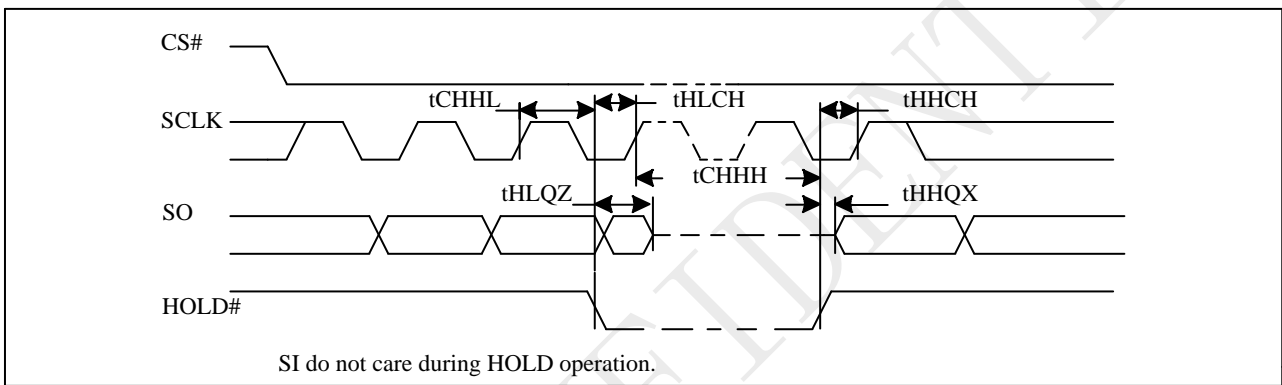 CS#
tCHHL
tHLCH
tHHCH
SCLK
tCHHH
tHLQZ
tHHQX
SO
HOLD#
SI do not care during HOLD operation.